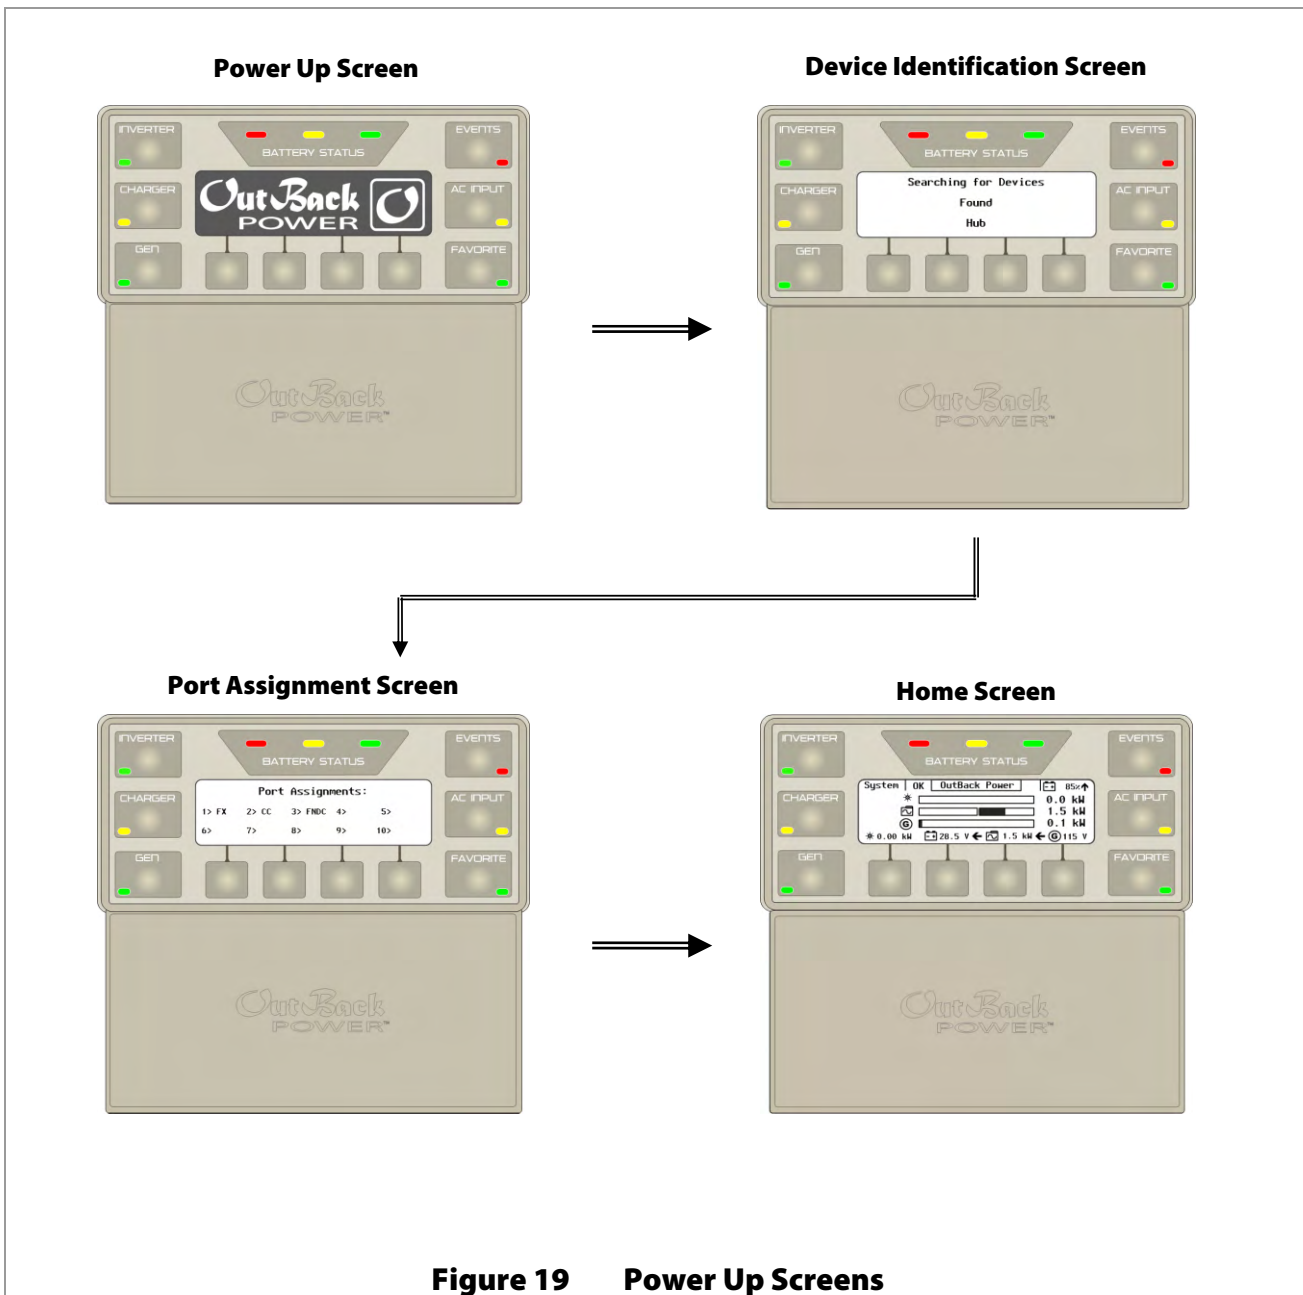 Power Up Screen
Device Identification Screen
INVERTER
EVENTS
BATTERY STATUS
CHARGER
OutBack
POWER
AC INPUT
GEN
FAVORITE
OutBack
POWER™
INVERTER
EVENTS
BATTERY STATUS
CHARGER
Searching for Devices
Found
Hub
AC INPUT
GEN
FAVORITE
OutBack
POWER™
Port Assignment Screen
Home Screen
INVERTER
EVENTS
BATTERY STATUS
CHARGER
Port Assignments:
1> FX 2> CC 3> FNDC 4> 5>
6> 7> 8> 9> 10>
AC INPUT
GEN
FAVORITE
OutBack
POWER™
INVERTER
EVENTS
BATTERY STATUS
CHARGER
System OK OutBack Power 85%
0.0 kW
1.5 kW
G 0.1 kW
0.00 kW 28.5 V 1.5 kW G 115 V
AC INPUT
GEN
FAVORITE
OutBack
POWER™
Figure 19 Power Up Screens